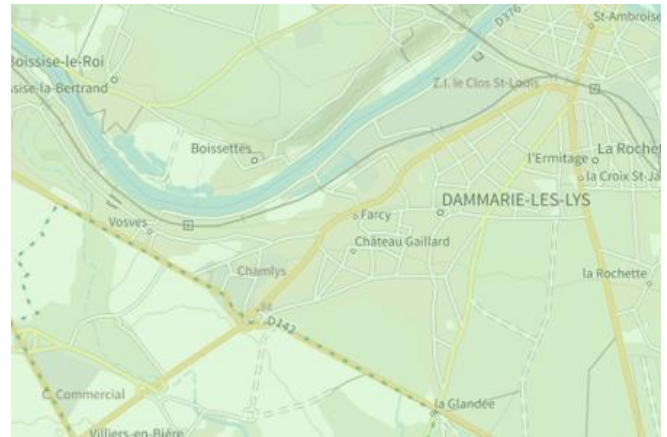 St-Ambroise
D376
Boissise-le-Roi
Z.I. le Clos St-Louis
Boissettes
l'Ermitage
La Rochet
la Croix St-Ja
DAMMARIE-LES-LYS
Farcy
Vosves
Château Gaillard
Chamlys
la Rochette
D142
C. Commercial
la Glandée
Villiers-en-Bière